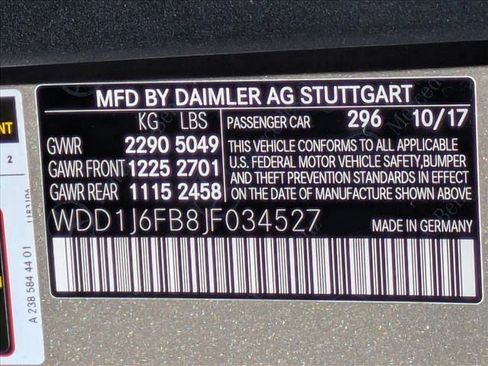 MFD BY DAIMLER AG STUTTGART
KG LBS
GVWR 2290 5049
GAWR FRONT 1225 2701
GAWR REAR 1115 2458
PASSENGER CAR 296 10/17
THIS VEHICLE CONFORMS TO ALL APPLICABLE
U.S. FEDERAL MOTOR VEHICLE SAFETY, BUMPER
AND THEFT PREVENTION STANDARDS IN EFFECT
ON THE DATE OF MANUFACTURE SHOWN ABOVE.
WDD1J6FB8JF034527
MADE IN GERMANY
2
A 238 584 44 01